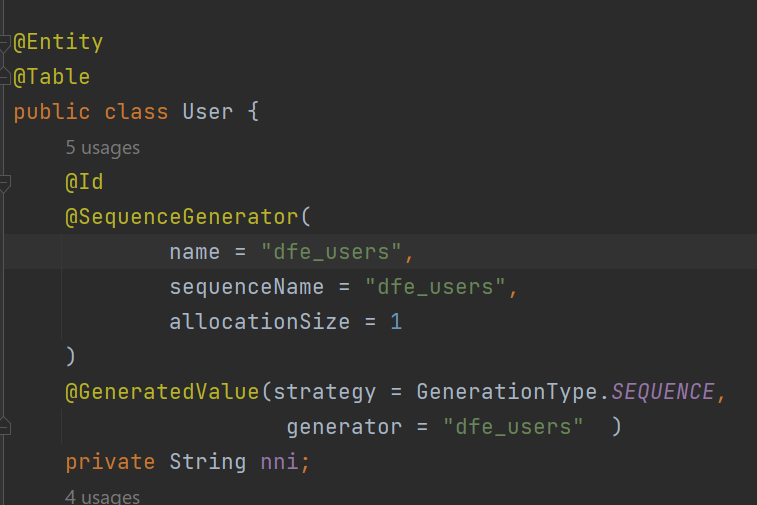 @Entity
@Table
public class User {
5 usages
@Id
@SequenceGenerator(
name = "dfe_users",
sequenceName = "dfe_users",
allocationSize = 1
)
@GeneratedValue(strategy = GenerationType.SEQUENCE,
generator = "dfe_users"  )
private String nni;
4 usages